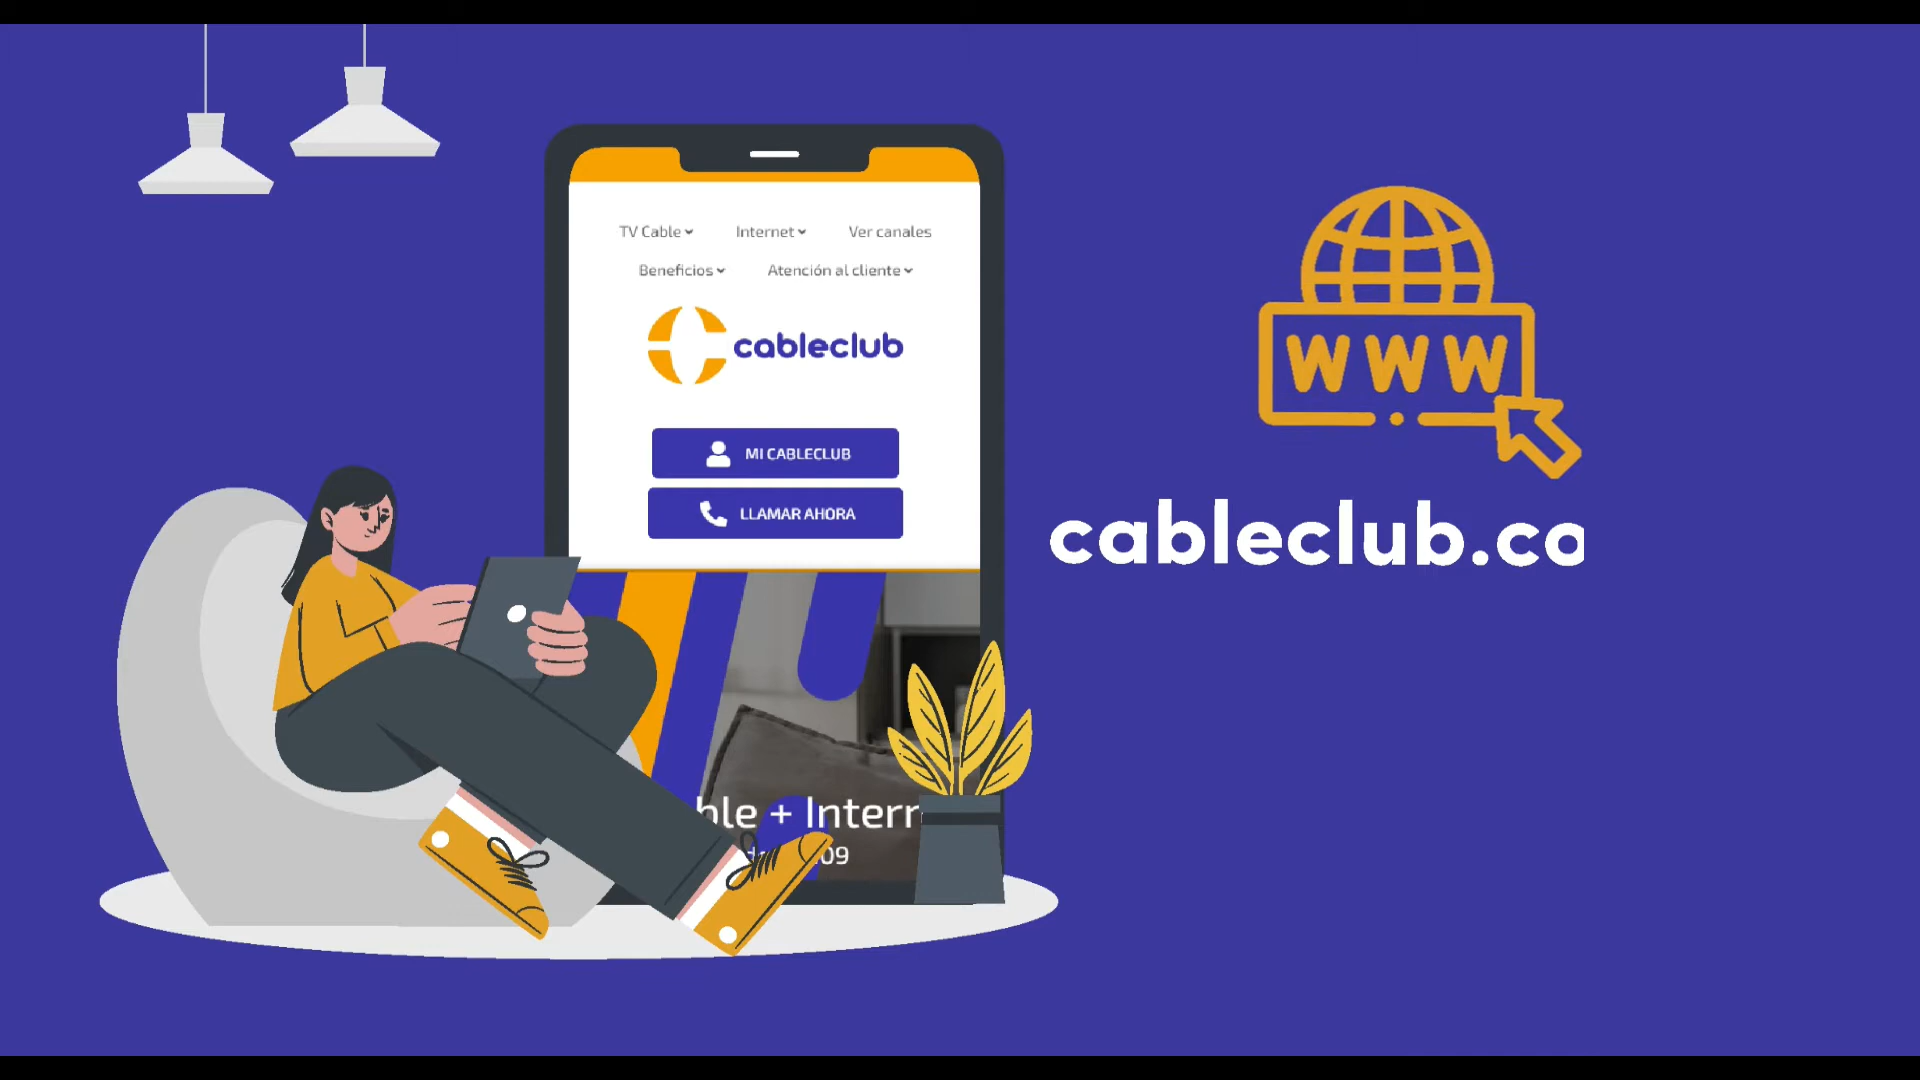 TV Cable
Internet
Ver canales
Beneficios
Atención al cliente
cableclub
MI CABLECLUB
LLAMAR AHORA
WWW
cableclub.co